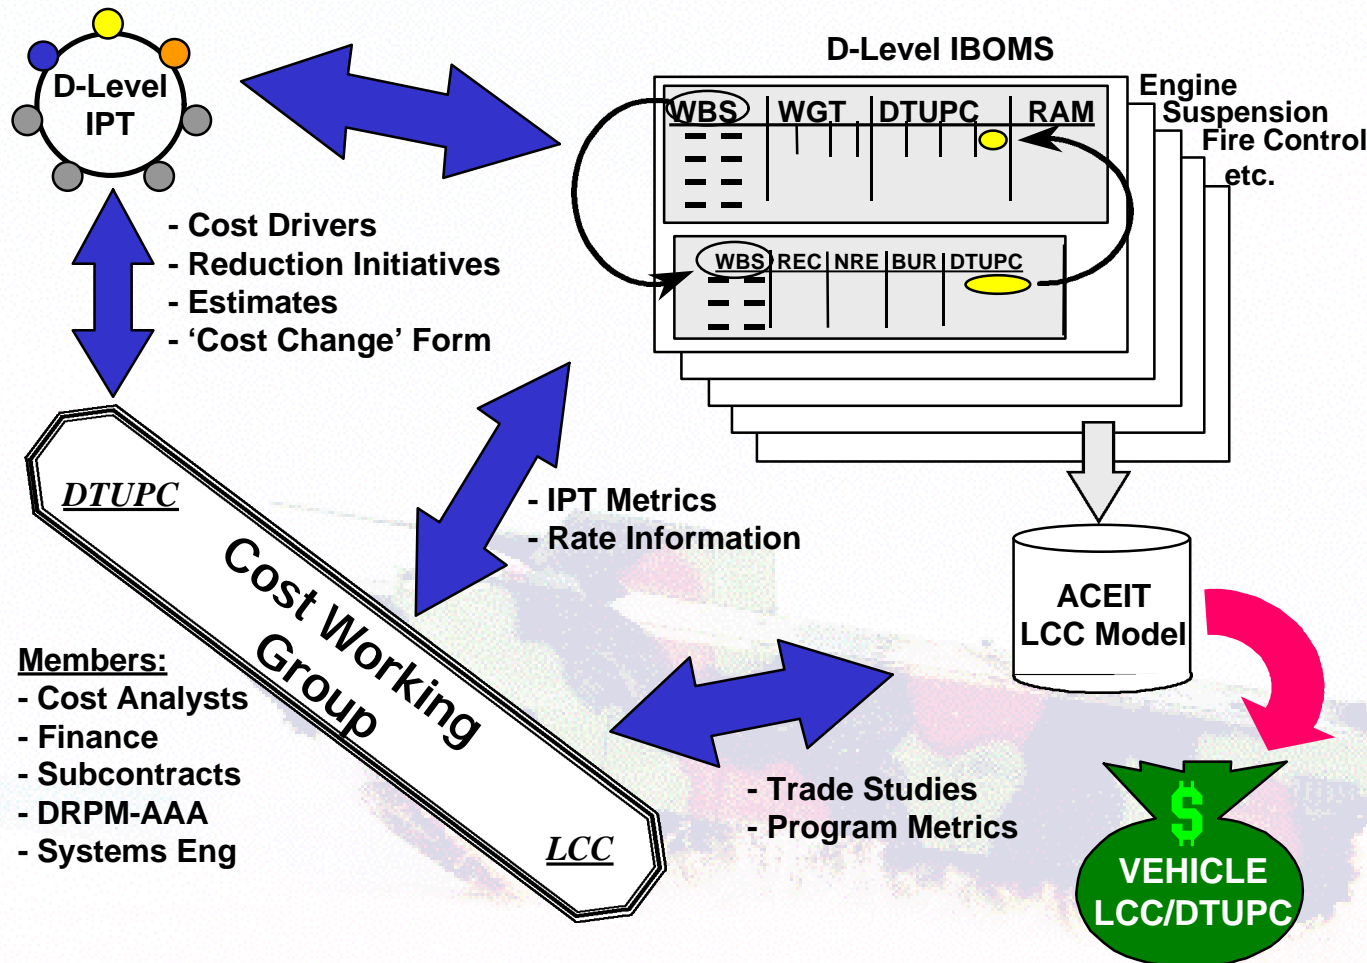 D-Level
IPT
D-Level IBOMS
WBS WGT DTUPC RAM
WBS REC NRE BUR DTUPC
Engine
Suspension
Fire Control
etc.
- Cost Drivers
- Reduction Initiatives
- Estimates
- ‘Cost Change’ Form
DTUPC
Cost Working
Group
LCC
- IPT Metrics
- Rate Information
ACEIT
LCC Model
Members:
- Cost Analysts
- Finance
- Subcontracts
- DRPM-AAA
- Systems Eng
- Trade Studies
- Program Metrics
$
VEHICLE
LCC/DTUPC